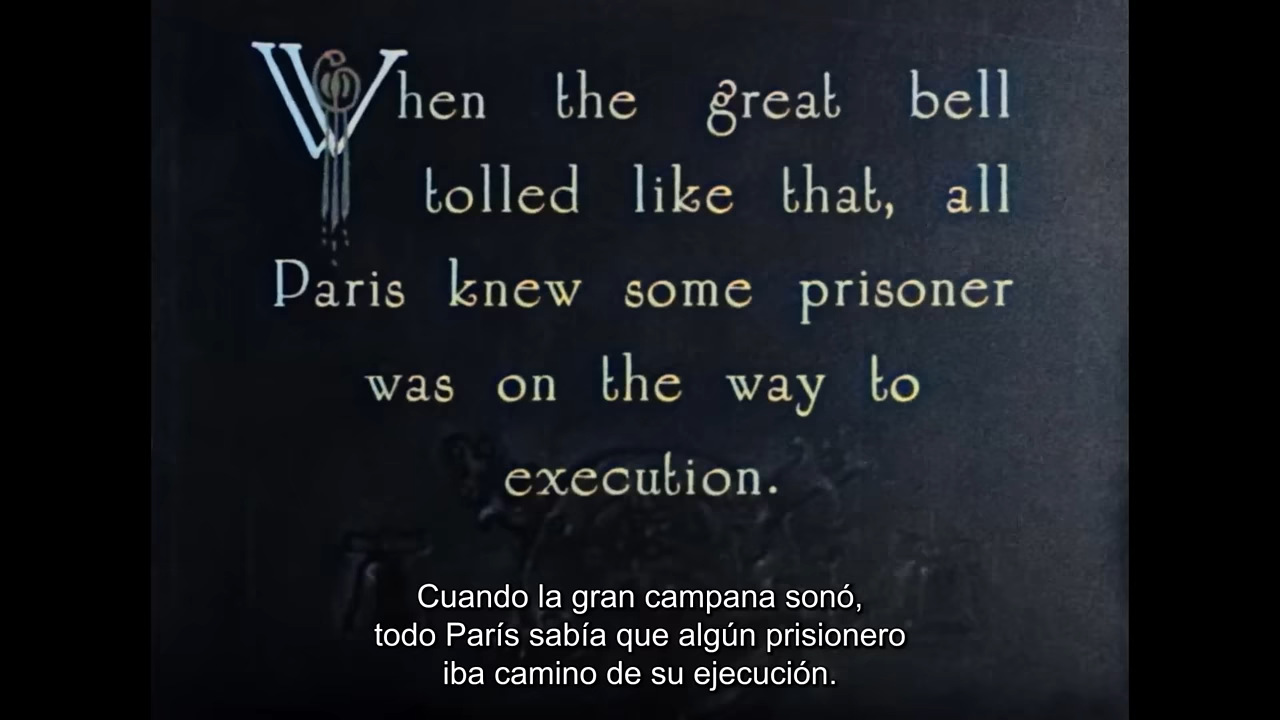 When the great bell
tolled like that, all
Paris knew some prisoner
was on the way to
execution.
Cuando la gran campana sonó,
todo París sabía que algún prisionero
iba camino de su ejecución.